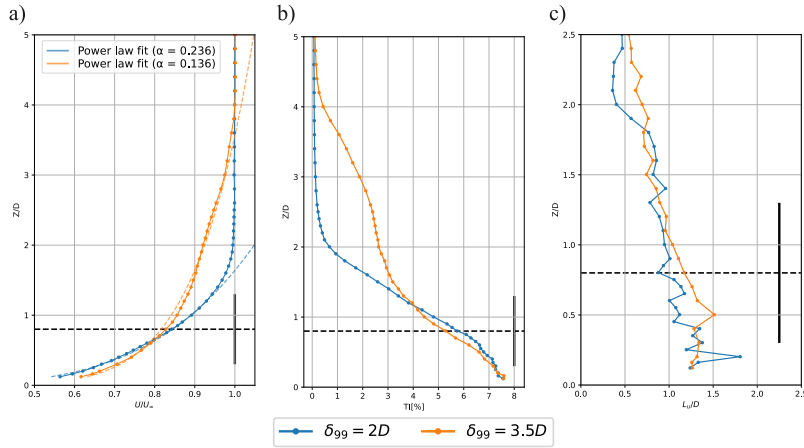 a)
b)
c)
Power law fit (α = 0.236)
Power law fit (α = 0.136)
Z/D
5
4
3
2
1
0
0.5 0.6 0.7 0.8 0.9 1.0
U/U∞
Z/D
5
4
3
2
1
0
0 1 2 3 4 5 6 7 8
TI[%]
Z/D
2.5
2.0
1.5
1.0
0.5
0.0
0.0 0.5 1.0 1.5 2.0 2.5
Lu/D
δ99 = 2D
δ99 = 3.5D